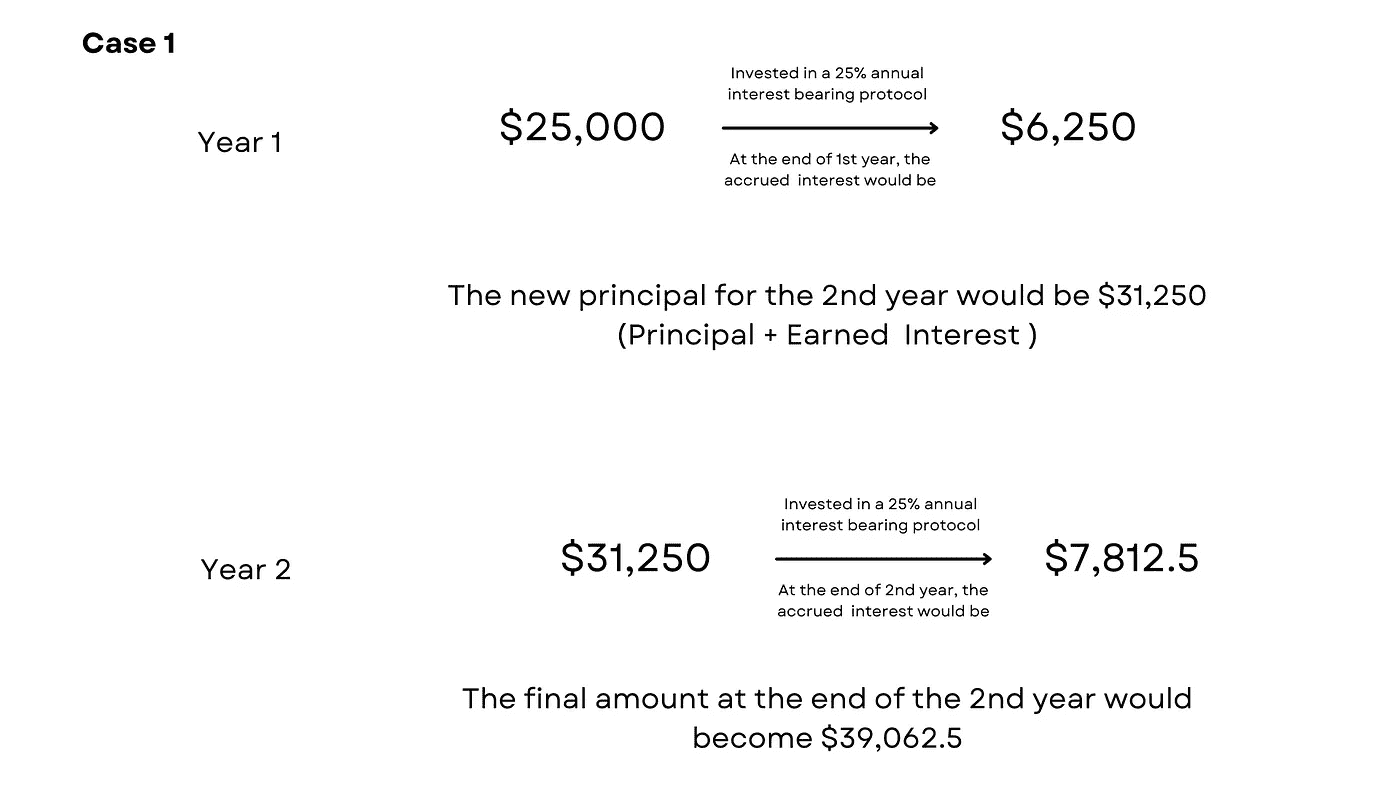 Case 1
Invested in a 25% annual
interest bearing protocol
Year 1
$25,000
$6,250
At the end of 1st year, the
accrued  interest would be
The new principal for the 2nd year would be $31,250
(Principal + Earned  Interest )
Invested in a 25% annual
interest bearing protocol
Year 2
$31,250
$7,812.5
At the end of 2nd year, the
accrued  interest would be
The final amount at the end of the 2nd year would
become $39,062.5